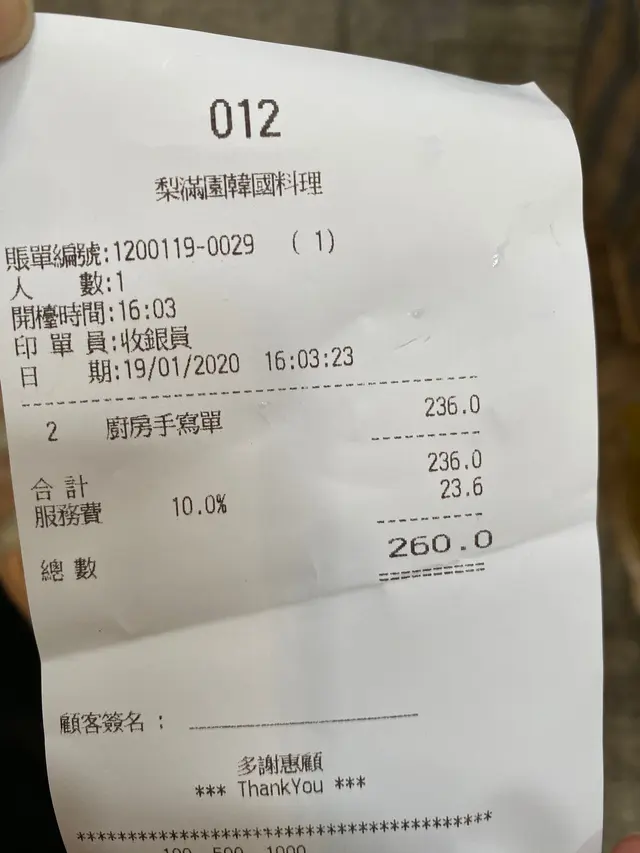 012
梨滿園韓國料理
賬單編號:1200119-0029 ( 1)
人 數:1
開檯時間:16:03
印 單 員:收銀員
日 期:19/01/2020 16:03:23
2 廚房手寫單 236.0
合 計 236.0
服務費 10.0% 23.6
總 數 260.0
顧客簽名 :
多謝惠顧
*** ThankYou ***
****************************************
100 500 1000